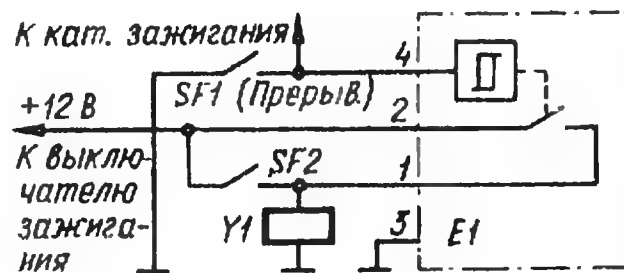 К кат. зажигания
4
SF1 (Прерыв.)
+12 В
2
К выклю-
чателю
зажига-
ния
SF2
1
Y1
3
E1